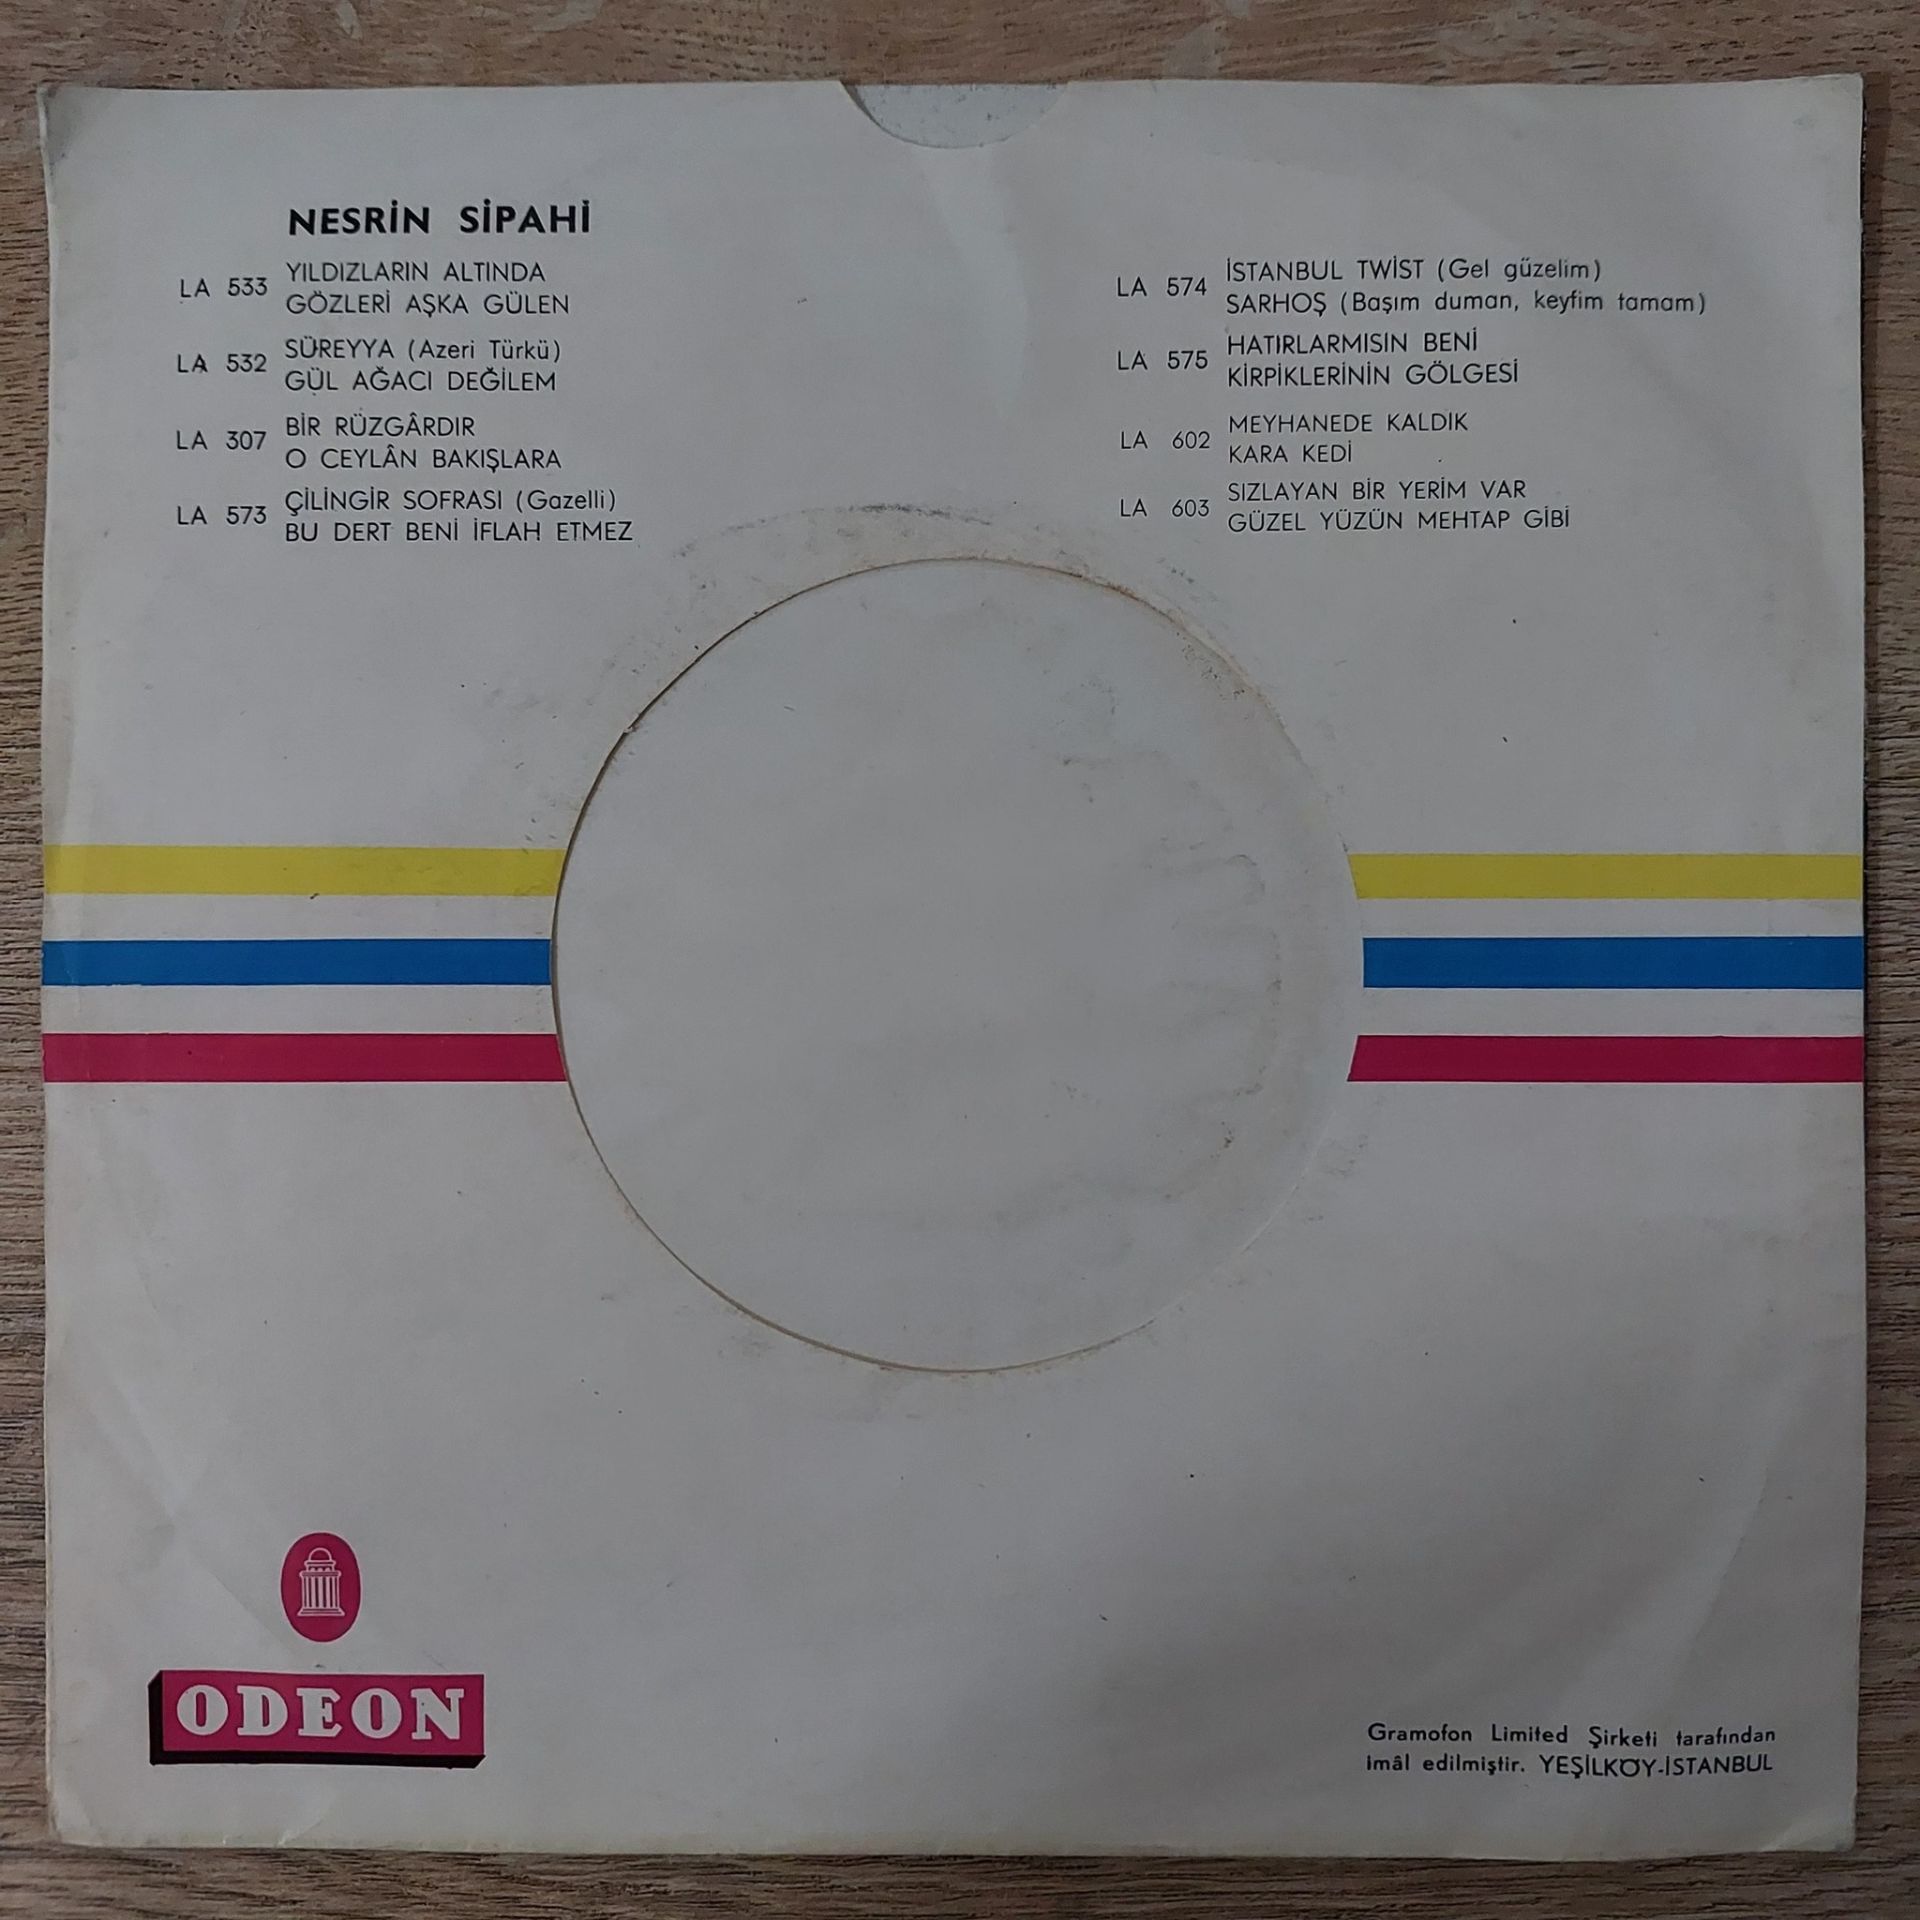 NESRİN SİPAHİ
LA 533
YILDIZLARIN ALTINDA
GÖZLERİ AŞKA GÜLEN
LA 532
SÜREYYA (Azeri Türkü)
GÜL AĞACI DEĞİLEM
LA 307
BİR RÜZGÂRDIR
O CEYLÂN BAKIŞLARA
LA 573
ÇİLİNGİR SOFRASI (Gazelli)
BU DERT BENİ İFLAH ETMEZ
LA 574
İSTANBUL TWİST (Gel güzelim)
SARHOŞ (Başım duman, keyfim tamam)
LA 575
HATIRLARMISIN BENİ
KİRPİKLERİNİN GÖLGESİ
LA 602
MEYHANEDE KALDIK
KARA KEDİ
LA 603
SIZLAYAN BİR YERİM VAR
GÜZEL YÜZÜN MEHTAP GİBİ
ODEON
Gramofon Limited Şirketi tarafından
imâl edilmiştir. YEŞİLKÖY-İSTANBUL